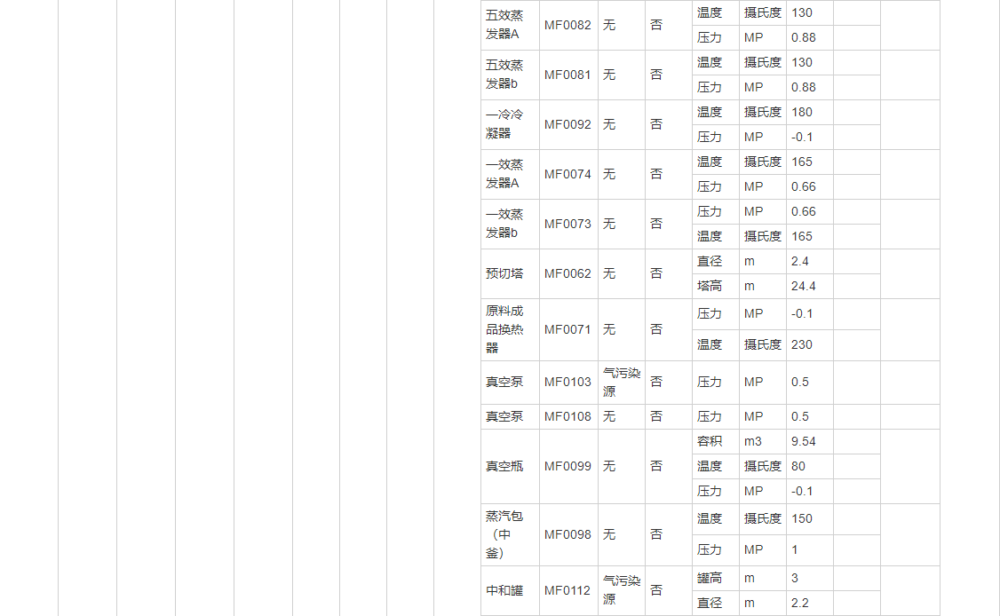 五效蒸
发器A
MF0082 无 否 温度 摄氏度 130
压力 MP 0.88
五效蒸
发器b
MF0081 无 否 温度 摄氏度 130
压力 MP 0.88
一冷冷
凝器
MF0092 无 否 温度 摄氏度 180
压力 MP -0.1
一效蒸
发器A
MF0074 无 否 温度 摄氏度 165
压力 MP 0.66
一效蒸
发器b
MF0073 无 否 压力 MP 0.66
温度 摄氏度 165
预切塔 MF0062 无 否 直径 m 2.4
塔高 m 24.4
原料成
品换热
器
MF0071 无 否 压力 MP -0.1
温度 摄氏度 230
真空泵 MF0103 气污染
源
否 压力 MP 0.5
真空泵 MF0108 无 否 压力 MP 0.5
真空瓶 MF0099 无 否 容积 m3 9.54
温度 摄氏度 80
压力 MP -0.1
蒸汽包
（中
釜）
MF0098 无 否 温度 摄氏度 150
压力 MP 1
中和罐 MF0112 气污染
源
否 罐高 m 3
直径 m 2.2